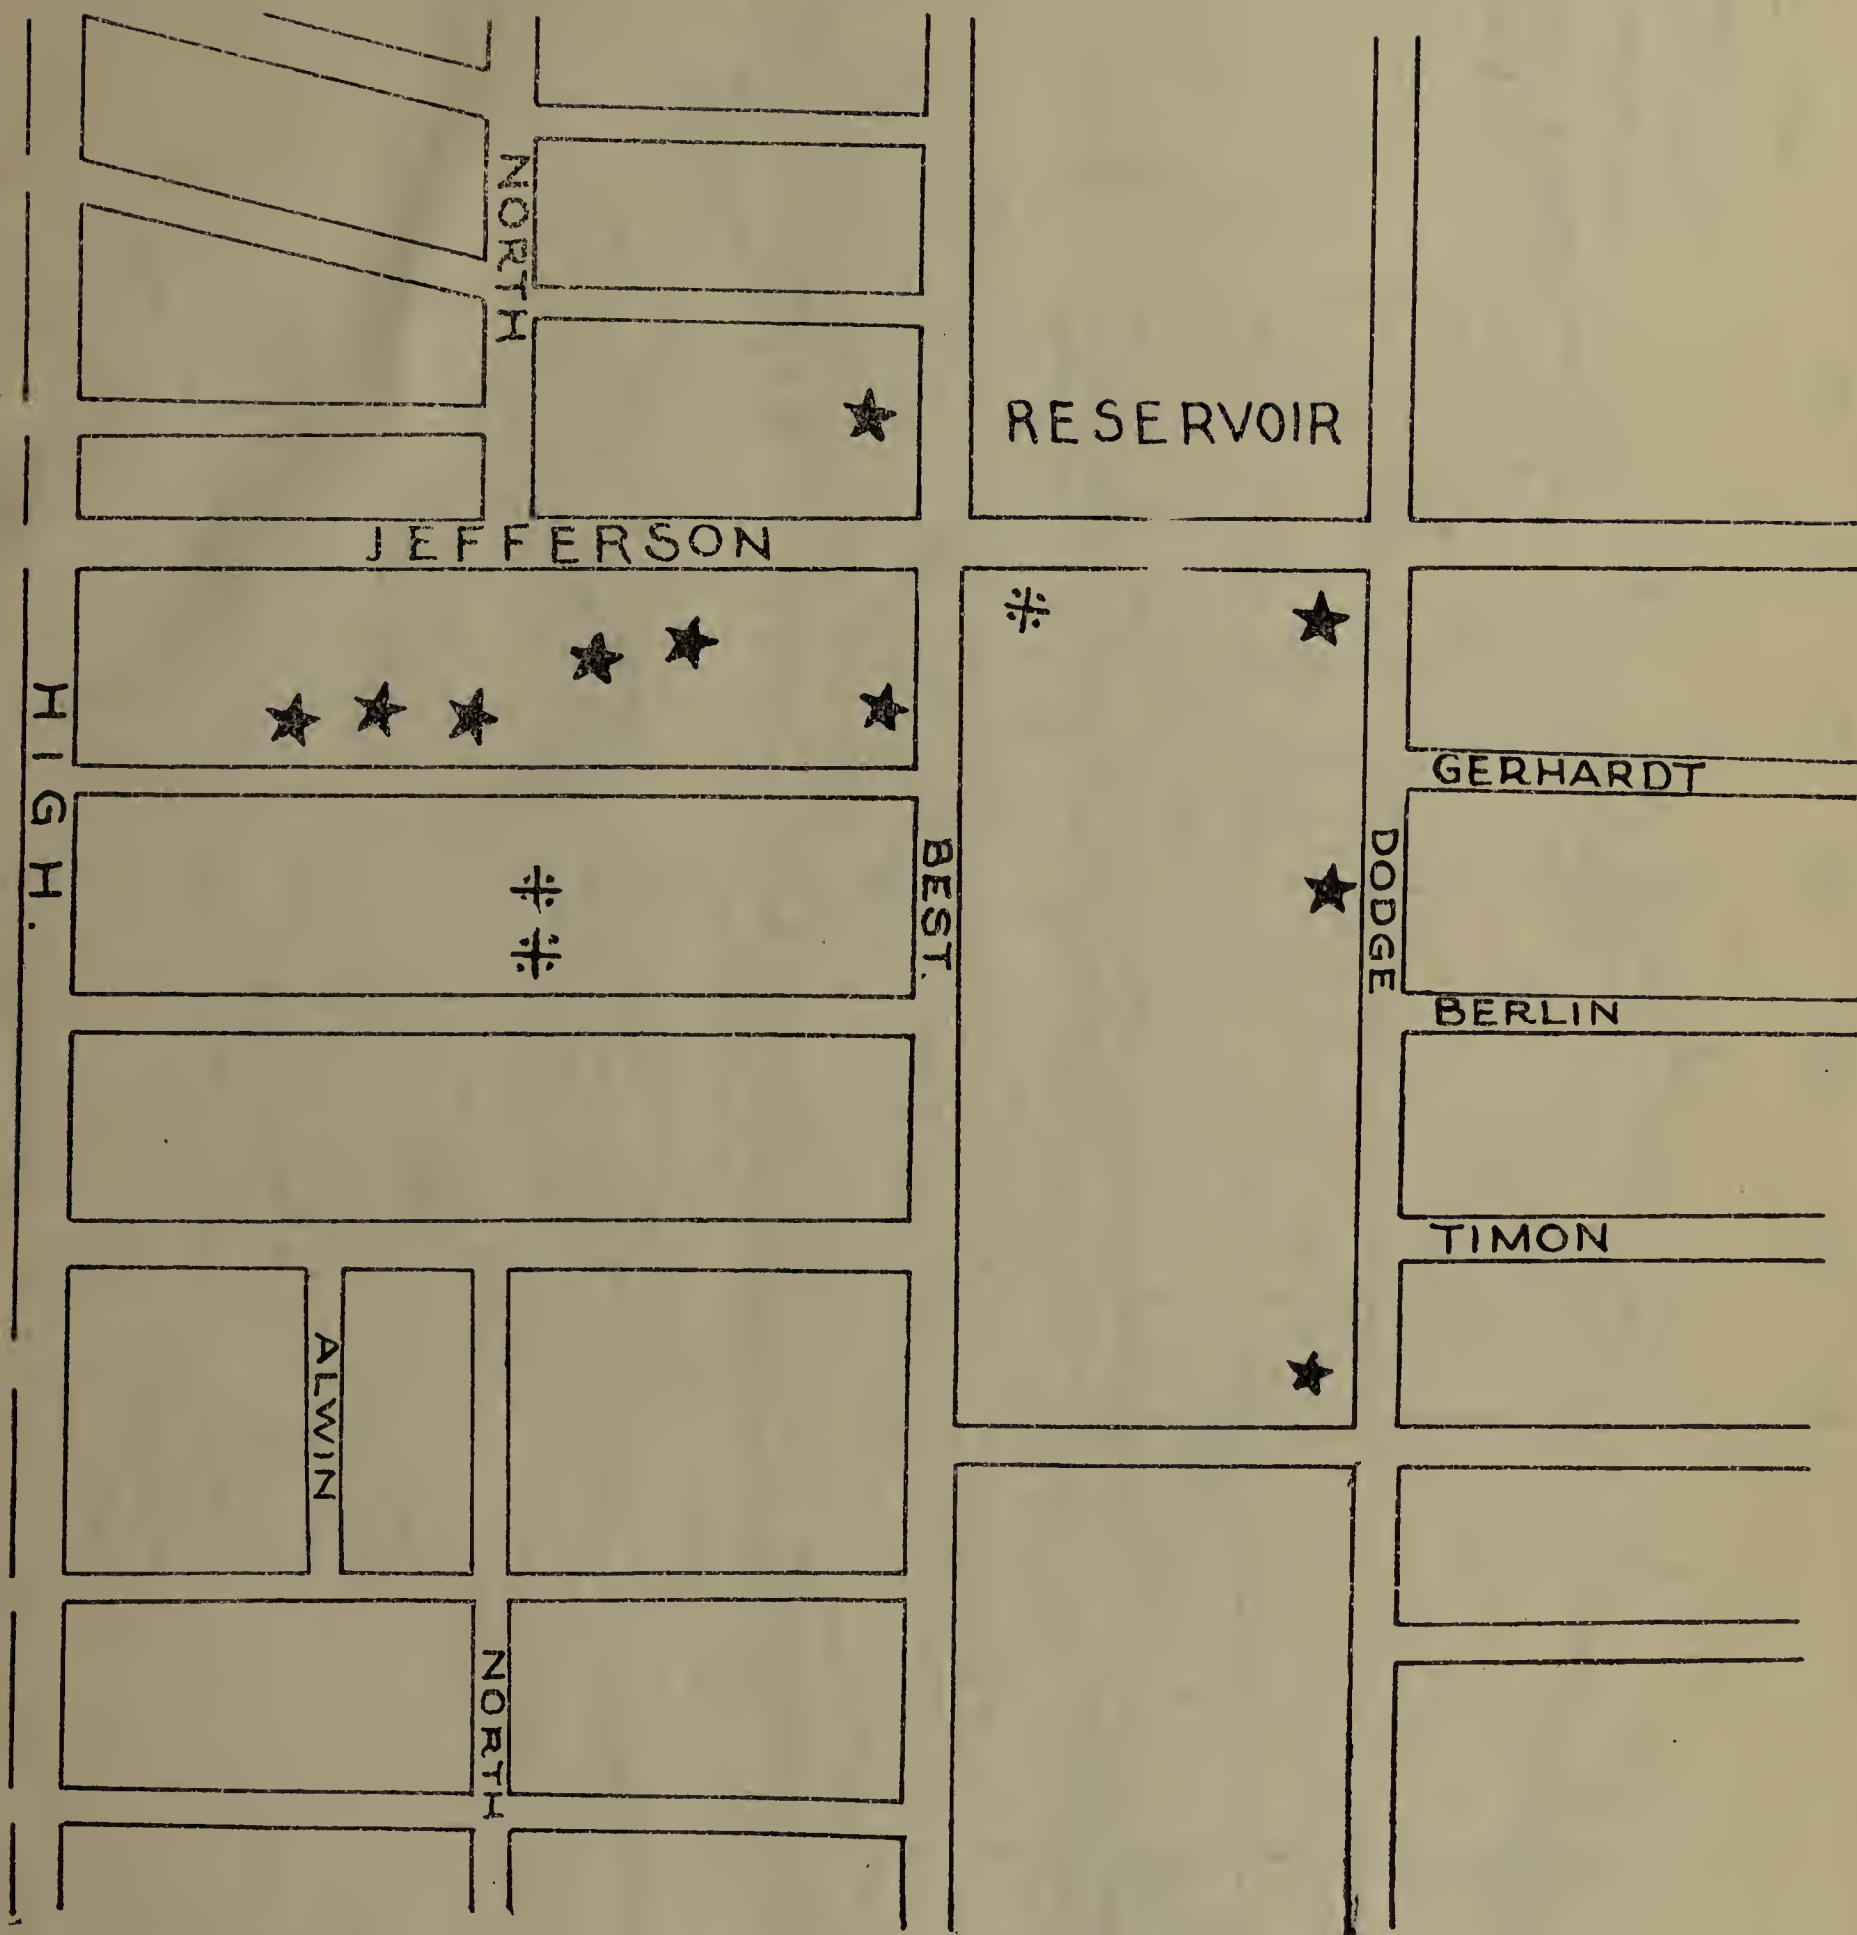 NORTH
RESERVOIR
JEFFERSON
HIGH.
GERHARDT
BEST.
DODGE
BERLIN
TIMON
ALWIN
NORTH